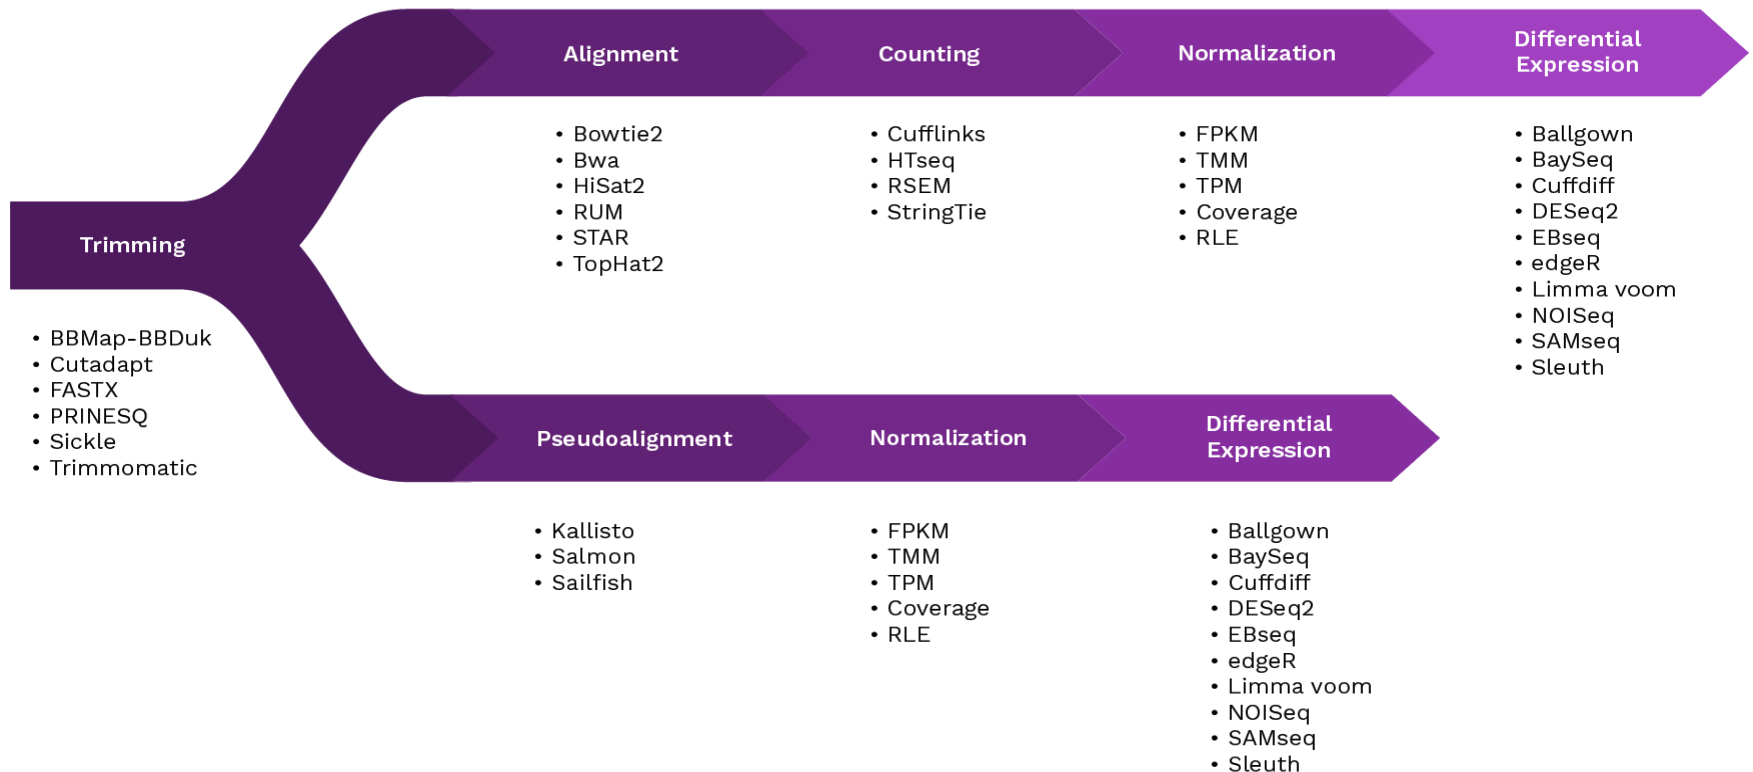 Trimming
• BBMap-BBDuk
• Cutadapt
• FASTX
• PRINESQ
• Sickle
• Trimmomatic
Alignment
• Bowtie2
• Bwa
• HiSat2
• RUM
• STAR
• TopHat2
Counting
• Cufflinks
• HTseq
• RSEM
• StringTie
Normalization
• FPKM
• TMM
• TPM
• Coverage
• RLE
Differential
Expression
• Ballgown
• BaySeq
• Cuffdiff
• DESeq2
• EBseq
• edgeR
• Limma voom
• NOISeq
• SAMseq
• Sleuth
Pseudoalignment
• Kallisto
• Salmon
• Sailfish
Normalization
• FPKM
• TMM
• TPM
• Coverage
• RLE
Differential
Expression
• Ballgown
• BaySeq
• Cuffdiff
• DESeq2
• EBseq
• edgeR
• Limma voom
• NOISeq
• SAMseq
• Sleuth